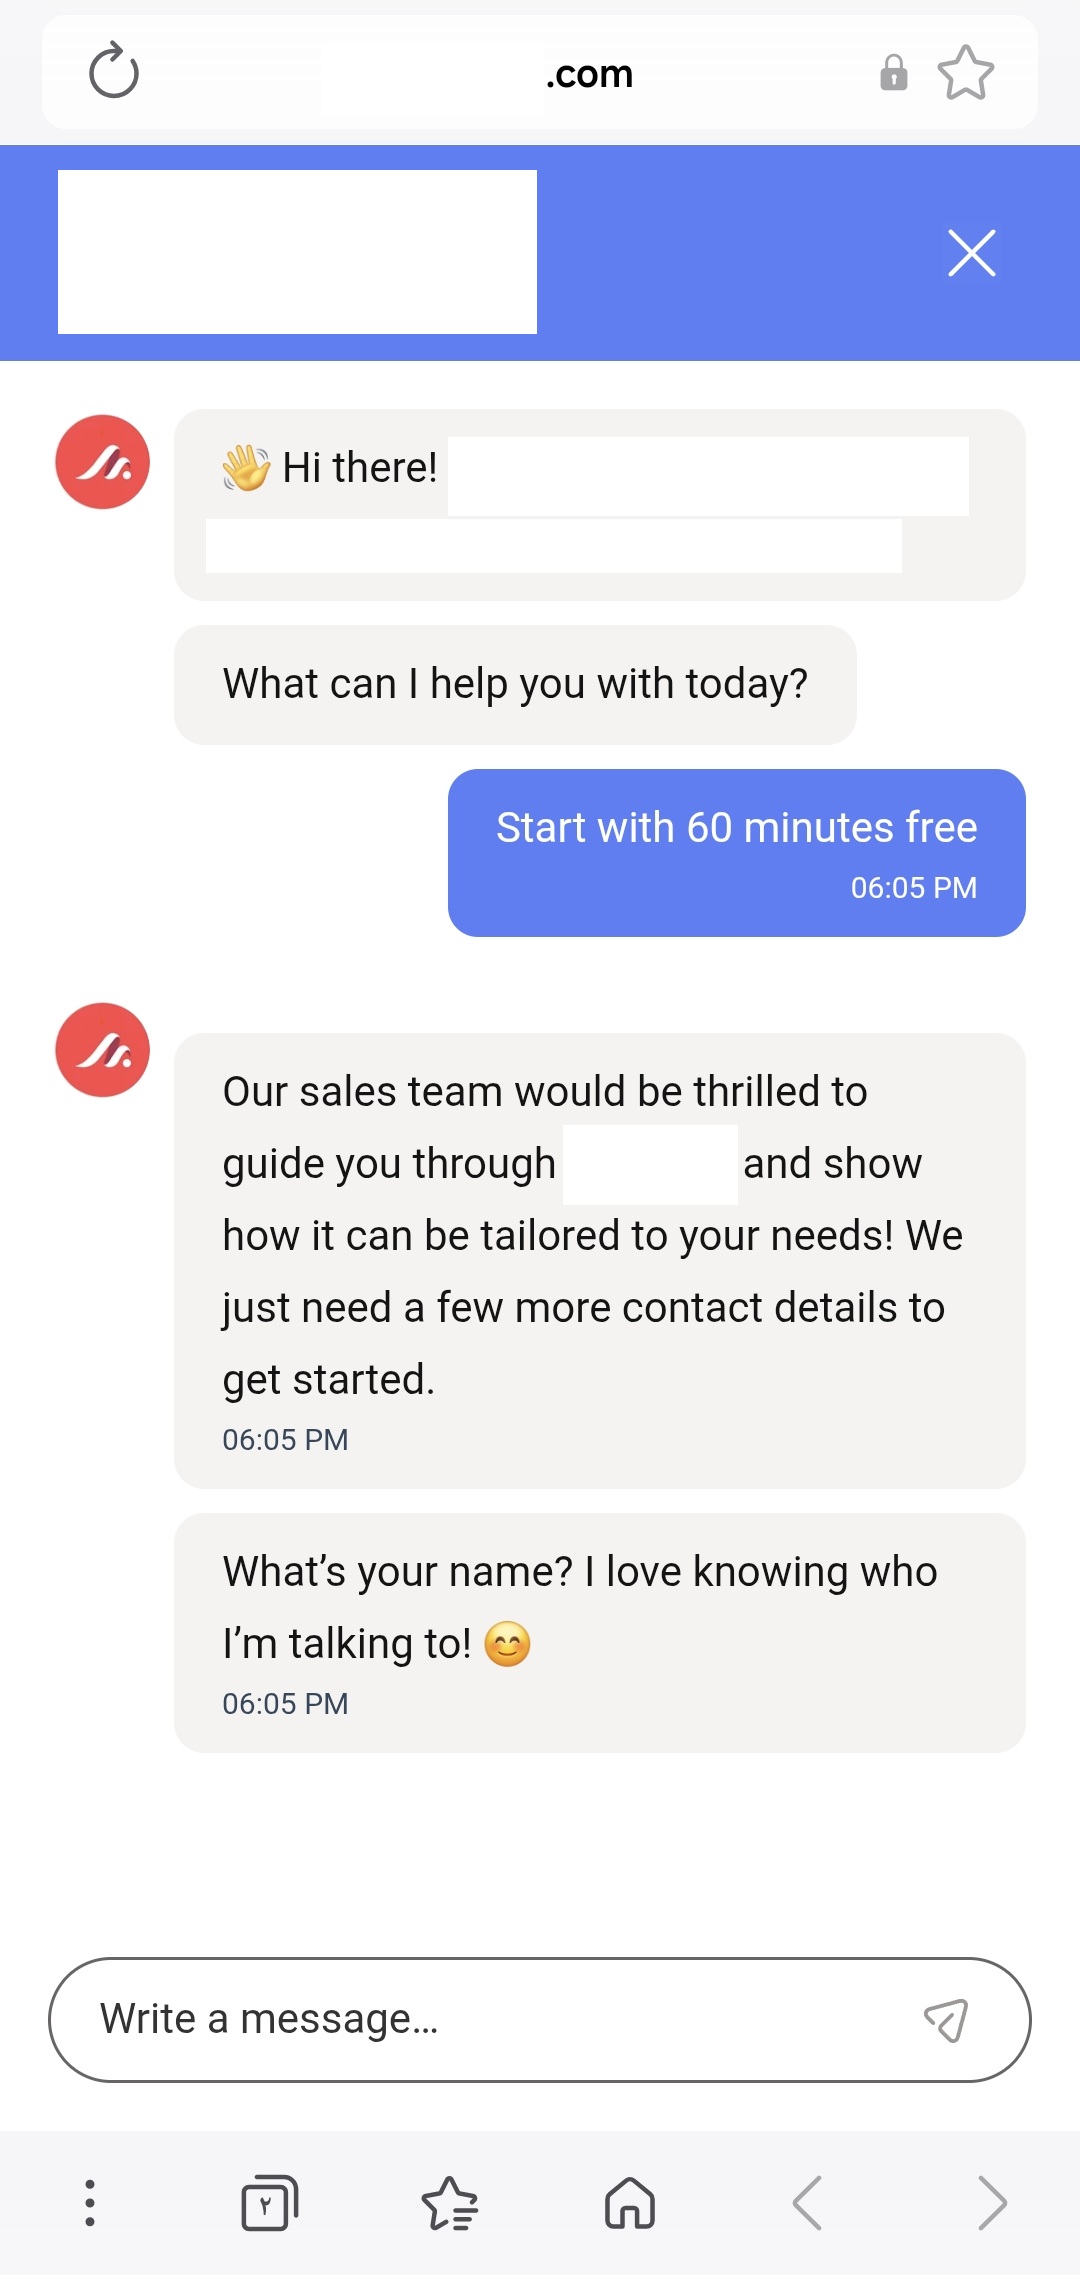 .com
👋 Hi there!
What can I help you with today?
Start with 60 minutes free
06:05 PM
Our sales team would be thrilled to
guide you through and show
how it can be tailored to your needs! We
just need a few more contact details to
get started.
06:05 PM
What’s your name? I love knowing who
I’m talking to! 😊
06:05 PM
Write a message...
٢